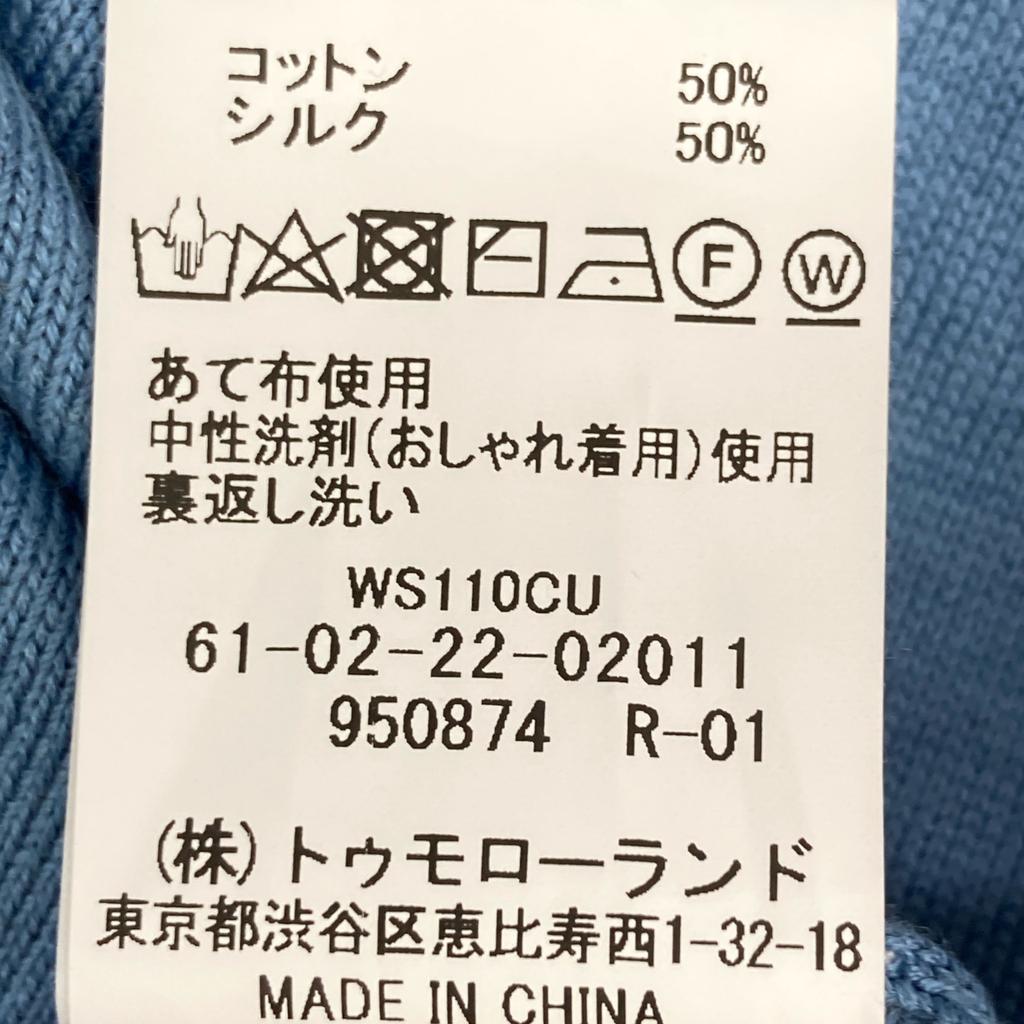 コットン 50%
シルク 50%
F W
あて布使用
中性洗剤(おしゃれ着用)使用
裏返し洗い
WS110CU
61-02-22-02011
950874 R-01
(株)トゥモローランド
東京都渋谷区恵比寿西1-32-18
MADE IN CHINA